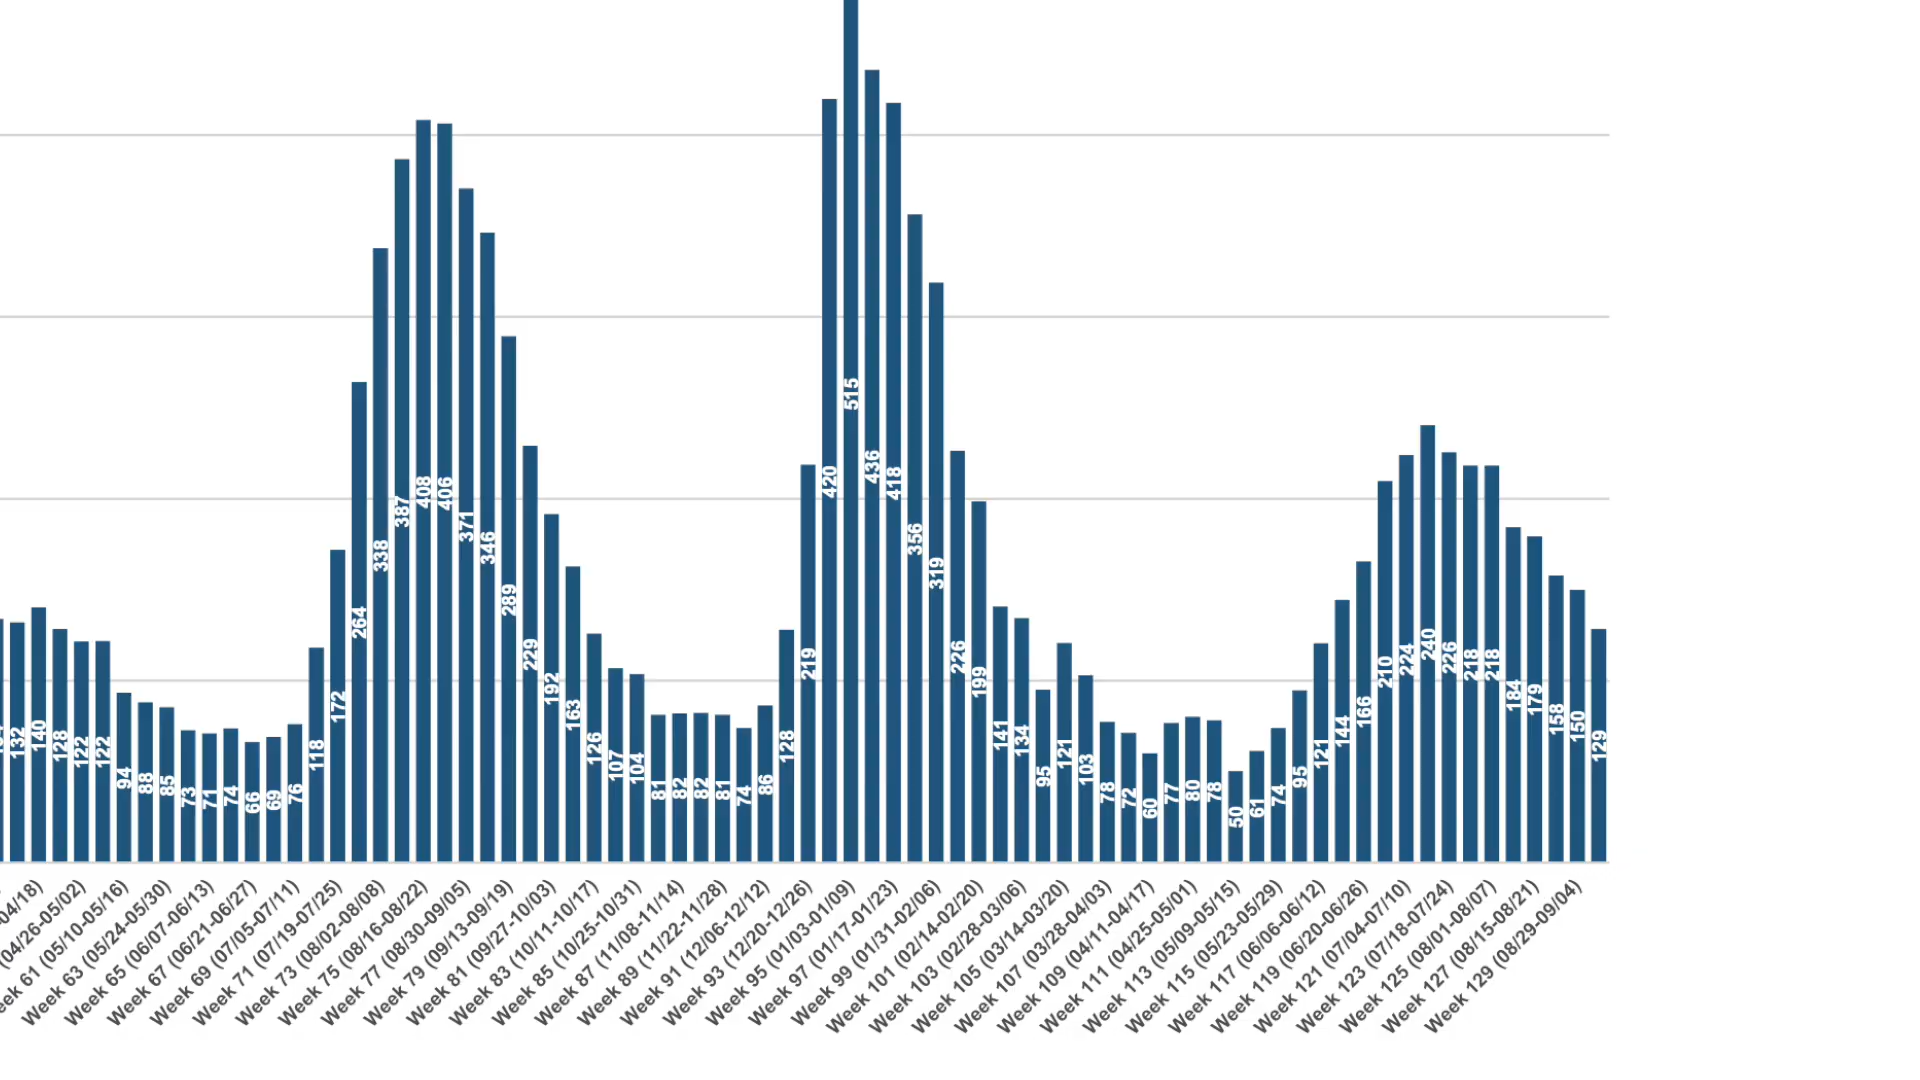 132
140
128
122
122
94
88
85
73
71
74
66
69
76
118
172
264
338
387
408
406
371
346
289
229
192
163
126
107
104
81
82
82
81
74
86
128
219
420
515
436
418
356
319
226
199
141
134
95
121
103
78
72
60
77
80
78
50
61
74
95
121
144
166
210
224
240
226
218
218
184
179
158
150
129
04/18)
(04/26-05/02)
Week 61 (05/10-05/16)
Week 63 (05/24-05/30)
Week 65 (06/07-06/13)
Week 67 (06/21-06/27)
Week 69 (07/05-07/11)
Week 71 (07/19-07/25)
Week 73 (08/02-08/08)
Week 75 (08/16-08/22)
Week 77 (08/30-09/05)
Week 79 (09/13-09/19)
Week 81 (09/27-10/03)
Week 83 (10/11-10/17)
Week 85 (10/25-10/31)
Week 87 (11/08-11/14)
Week 89 (11/22-11/28)
Week 91 (12/06-12/12)
Week 93 (12/20-12/26)
Week 95 (01/03-01/09)
Week 97 (01/17-01/23)
Week 99 (01/31-02/06)
Week 101 (02/14-02/20)
Week 103 (02/28-03/06)
Week 105 (03/14-03/20)
Week 107 (03/28-04/03)
Week 109 (04/11-04/17)
Week 111 (04/25-05/01)
Week 113 (05/09-05/15)
Week 115 (05/23-05/29)
Week 117 (06/06-06/12)
Week 119 (06/20-06/26)
Week 121 (07/04-07/10)
Week 123 (07/18-07/24)
Week 125 (08/01-08/07)
Week 127 (08/15-08/21)
Week 129 (08/29-09/04)